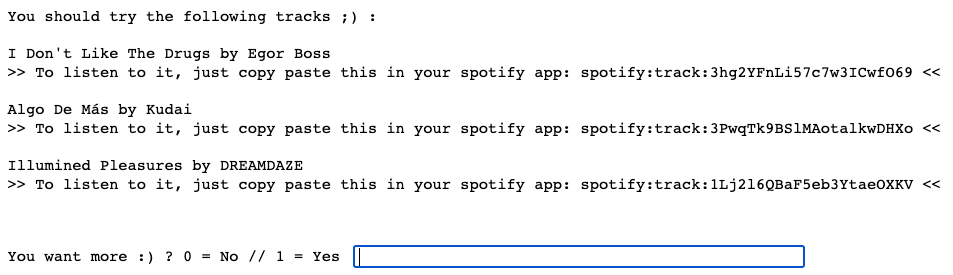 You should try the following tracks ;) :
I Don't Like The Drugs by Egor Boss
>> To listen to it, just copy paste this in your spotify app: spotify:track:3hg2YFnLi57c7w3ICwfO69 <<
Algo De Más by Kudai
>> To listen to it, just copy paste this in your spotify app: spotify:track:3PwqTk9BSlMAotalkwDHXo <<
Illumined Pleasures by DREAMDAZE
>> To listen to it, just copy paste this in your spotify app: spotify:track:1Lj2l6QBaF5eb3YtaeOXKV <<
You want more :) ? 0 = No // 1 = Yes